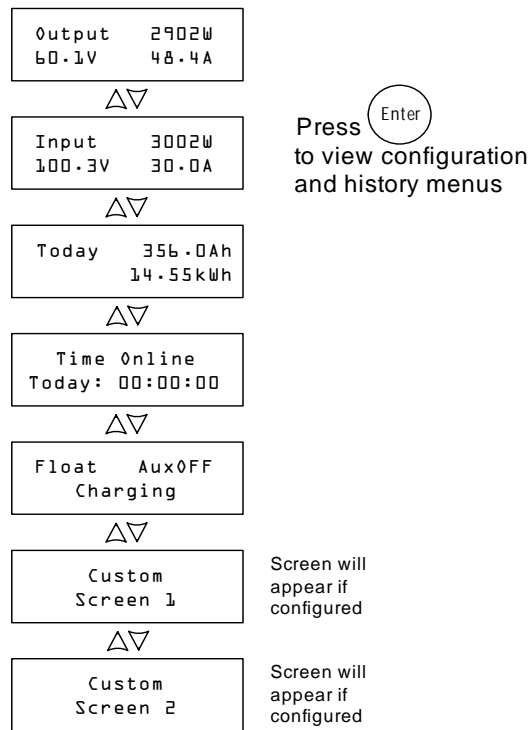 Output 2902W
60.1V 48.4A
Input 3002W
100.3V 30.0A
Press Enter
to view configuration
and history menus
Today 356.0Ah
14.55kWh
Time Online
Today: 00:00:00
Float AuxOFF
Charging
Custom
Screen 1
Screen will
appear if
configured
Custom
Screen 2
Screen will
appear if
configured